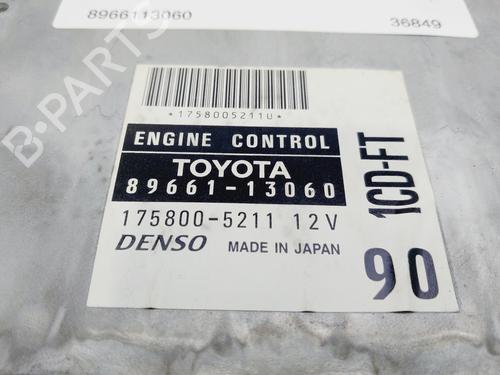 8966113060 36849
*1758005211U*
ENGINE CONTROL
TOYOTA
89661-13060
175800-5211 12V
DENSO MADE IN JAPAN
1CD-FT
90
B-PARTS